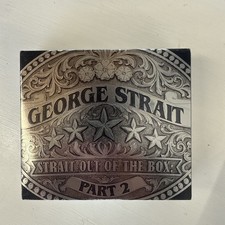 GEORGE STRAIT
STRAIT OUT OF THE BOX:
PART 2